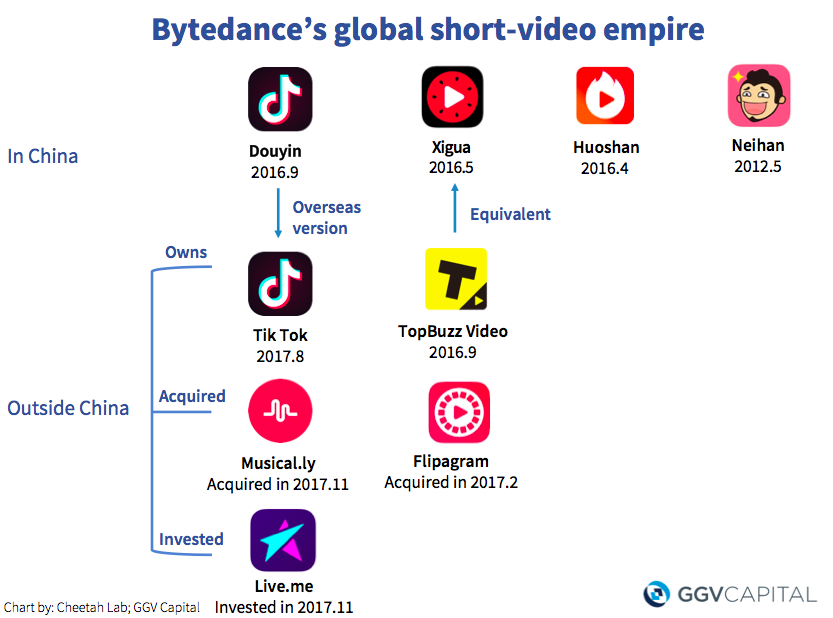 Bytedance's global short-video empire
In China
Douyin
2016.9
Xigua
2016.5
Huoshan
2016.4
Neihan
2012.5
Overseas
version
Equivalent
Outside China
Owns
Tik Tok
2017.8
TopBuzz Video
2016.9
Acquired
Musical.ly
Acquired in 2017.11
Flipagram
Acquired in 2017.2
Invested
Live.me
Invested in 2017.11
Chart by: Cheetah Lab; GGV Capital
GGVCAPITAL